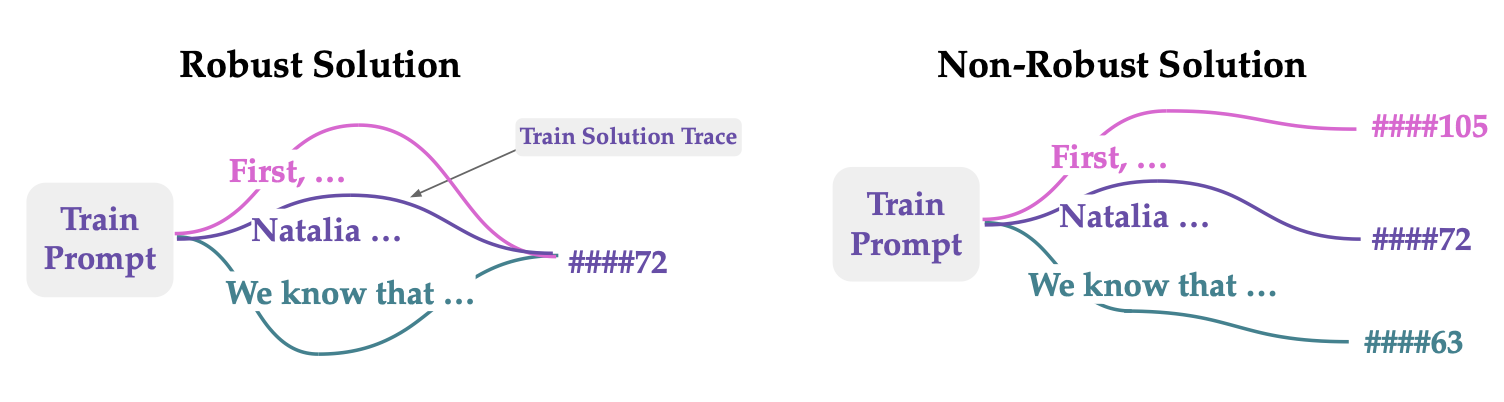 Robust Solution
Train Solution Trace
First, ...
Train
Prompt
Natalia ...
####72
We know that ...
Non-Robust Solution
####105
First, ...
Train
Prompt
Natalia ...
####72
We know that ...
####63